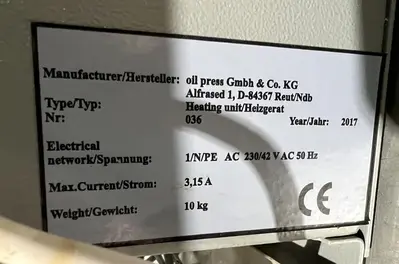 Manufacturer/Hersteller: oil press Gmbh & Co. KG
Alfrased 1, D-84367 Reut/Ndb
Type/Typ: Heating unit/Heizgerat
Nr: 036 Year/Jahr: 2017
Electrical
network/Spannung: 1/N/PE AC 230/42 V AC 50 Hz
Max.Current/Strom: 3,15 A
Weight/Gewicht: 10 kg
CE